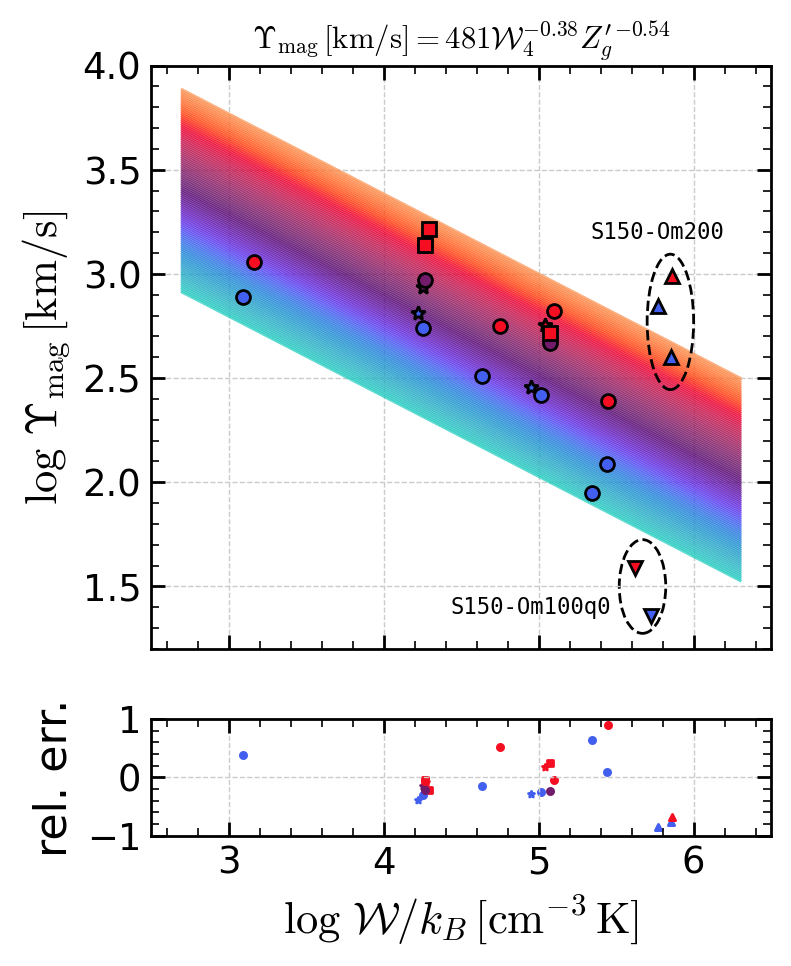 Υ_mag [km/s] = 481𝒲_4^{-0.38} Z_g'^{-0.54}
4.0
3.5
3.0
2.5
2.0
1.5
log Υ_mag [km/s]
S150-Om200
S150-Om100q0
1
0
−1
rel. err.
3 4 5 6
log 𝒲/k_B [cm^{-3} K]